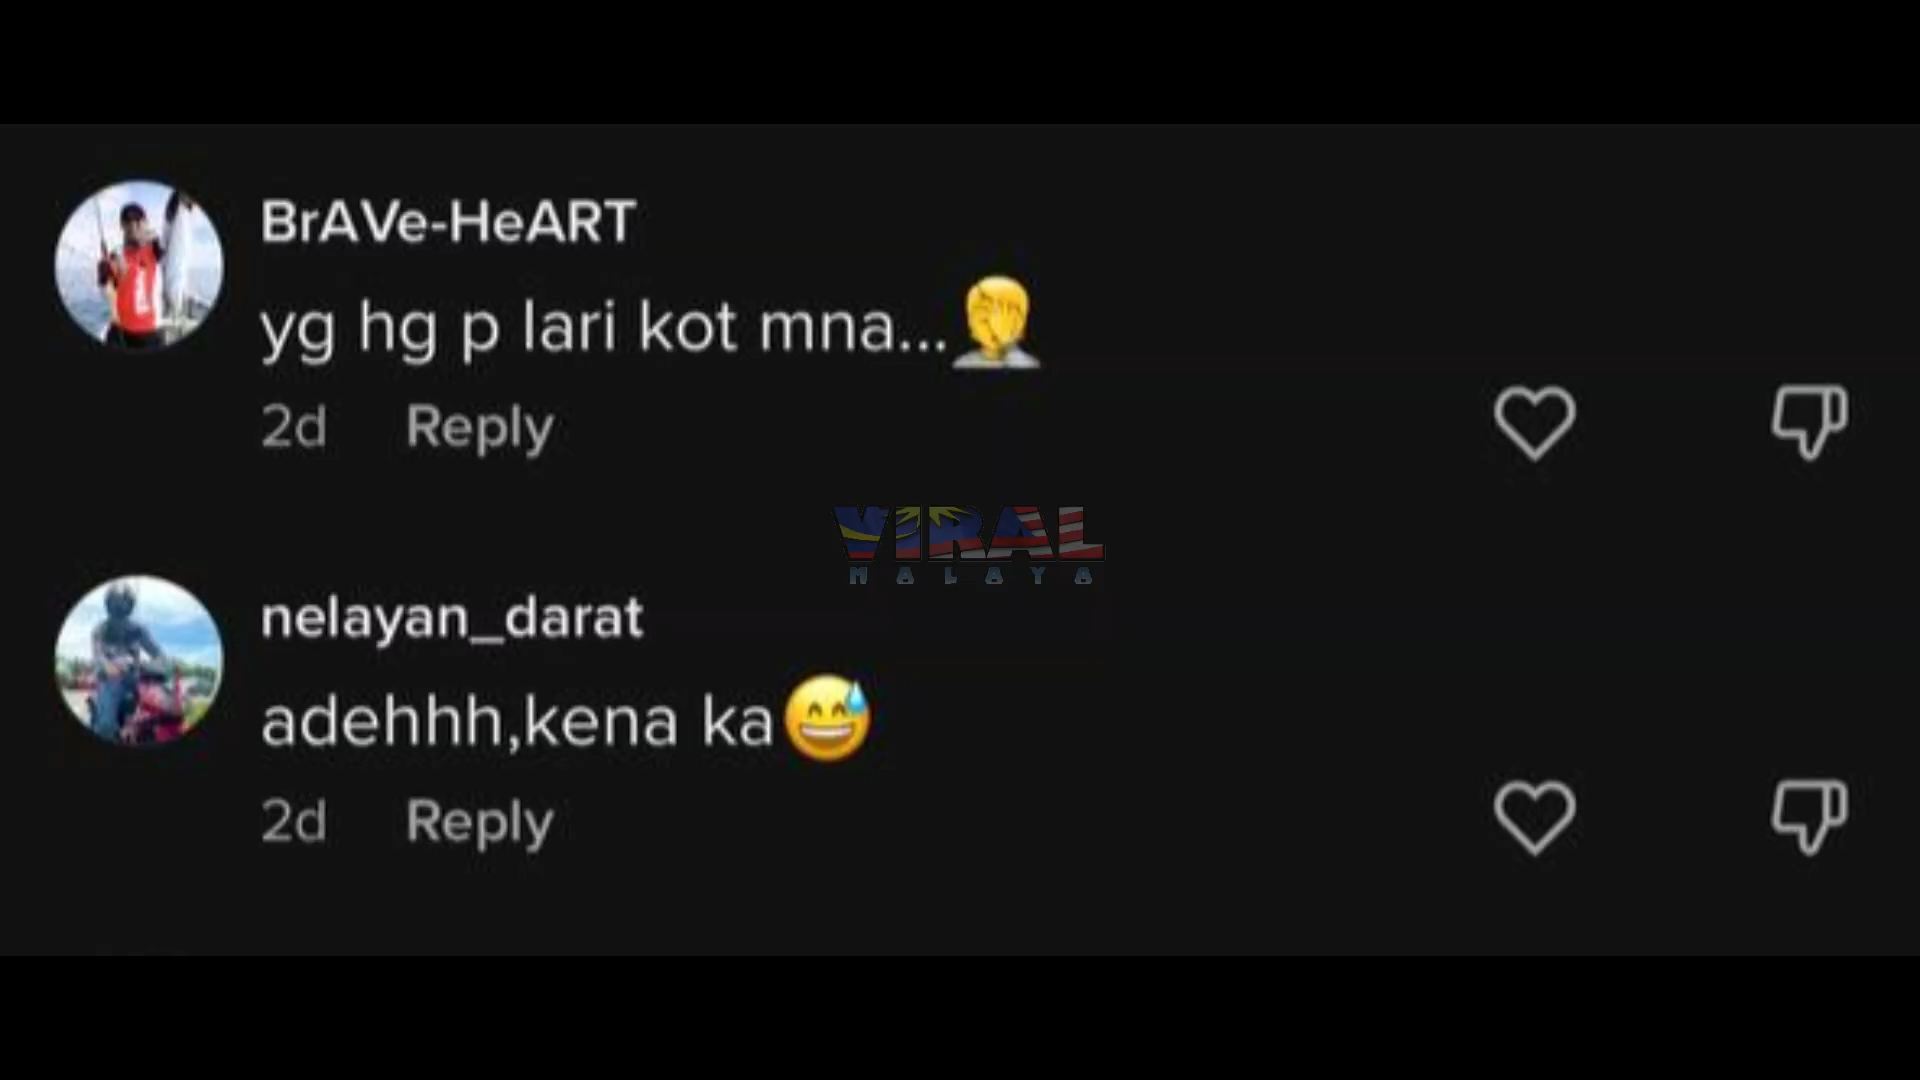 BrAVe-HeART
yg hg p lari kot mna...🤦
2d Reply
VIRAL
MALAYA
nelayan_darat
adehhh,kena ka😅
2d Reply